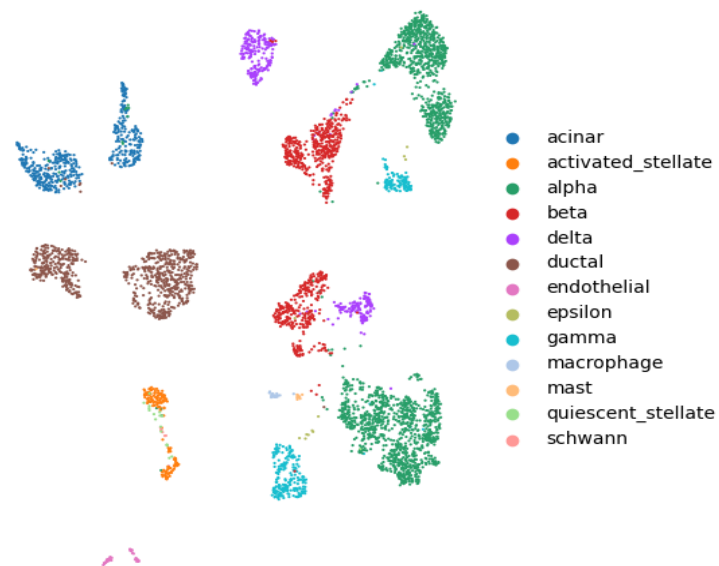 acinar
activated_stellate
alpha
beta
delta
ductal
endothelial
epsilon
gamma
macrophage
mast
quiescent_stellate
schwann